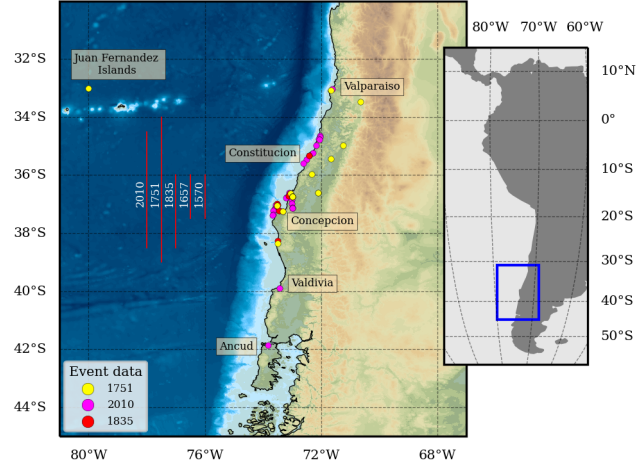 32°S
34°S
36°S
38°S
40°S
42°S
44°S
80°W
76°W
72°W
68°W
Juan Fernandez
Islands
Valparaiso
Constitucion
Concepcion
Valdivia
Ancud
2010
1751
1835
1657
1570
Event data
1751
2010
1835
80°W
70°W
60°W
10°N
0°
10°S
20°S
30°S
40°S
50°S